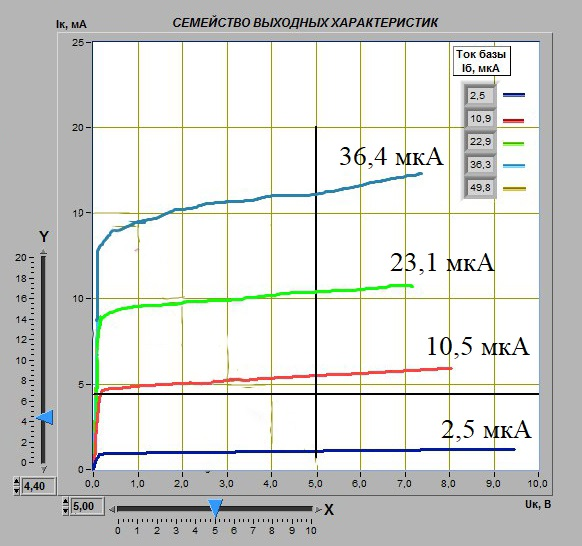 СЕМЕЙСТВО ВЫХОДНЫХ ХАРАКТЕРИСТИК
Iк, мА
25
20
10
10
5
0
Ток базы
Iб, мкА
2,5
10,9
22,9
36,3
49,8
36,4 мкА
23,1 мкА
10,5 мкА
2,5 мкА
0,0 1,0 2,0 3,0 4,0 5,0 6,0 7,0 8,0 9,0 10,0
Uк, В
Y
20
18
16
14
12
10
8
6
4
2
0
4,40
5,00
X
0 1 2 3 4 5 6 7 8 9 10